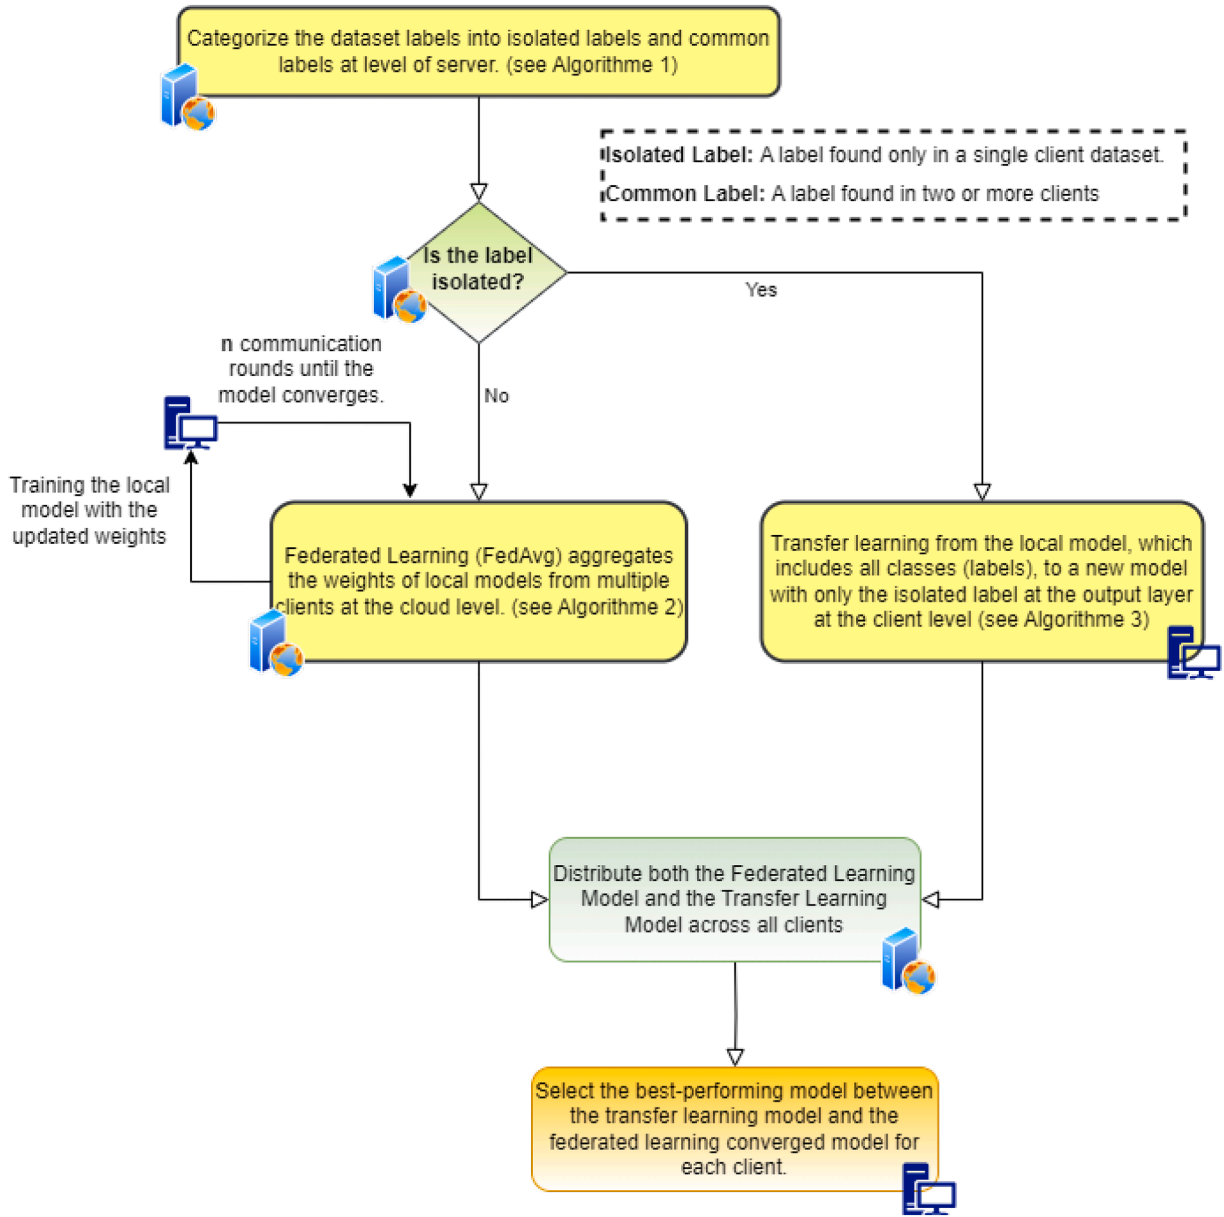 Categorize the dataset labels into isolated labels and common
labels at level of server. (see Algorithme 1)
Isolated Label: A label found only in a single client dataset.
Common Label: A label found in two or more clients
Is the label
isolated?
Yes
n communication
rounds until the
model converges.
No
Training the local
model with the
updated weights
Federated Learning (FedAvg) aggregates
the weights of local models from multiple
clients at the cloud level. (see Algorithme 2)
Transfer learning from the local model, which
includes all classes (labels), to a new model
with only the isolated label at the output layer
at the client level (see Algorithme 3)
Distribute both the Federated Learning
Model and the Transfer Learning
Model across all clients
Select the best-performing model between
the transfer learning model and the
federated learning converged model for
each client.